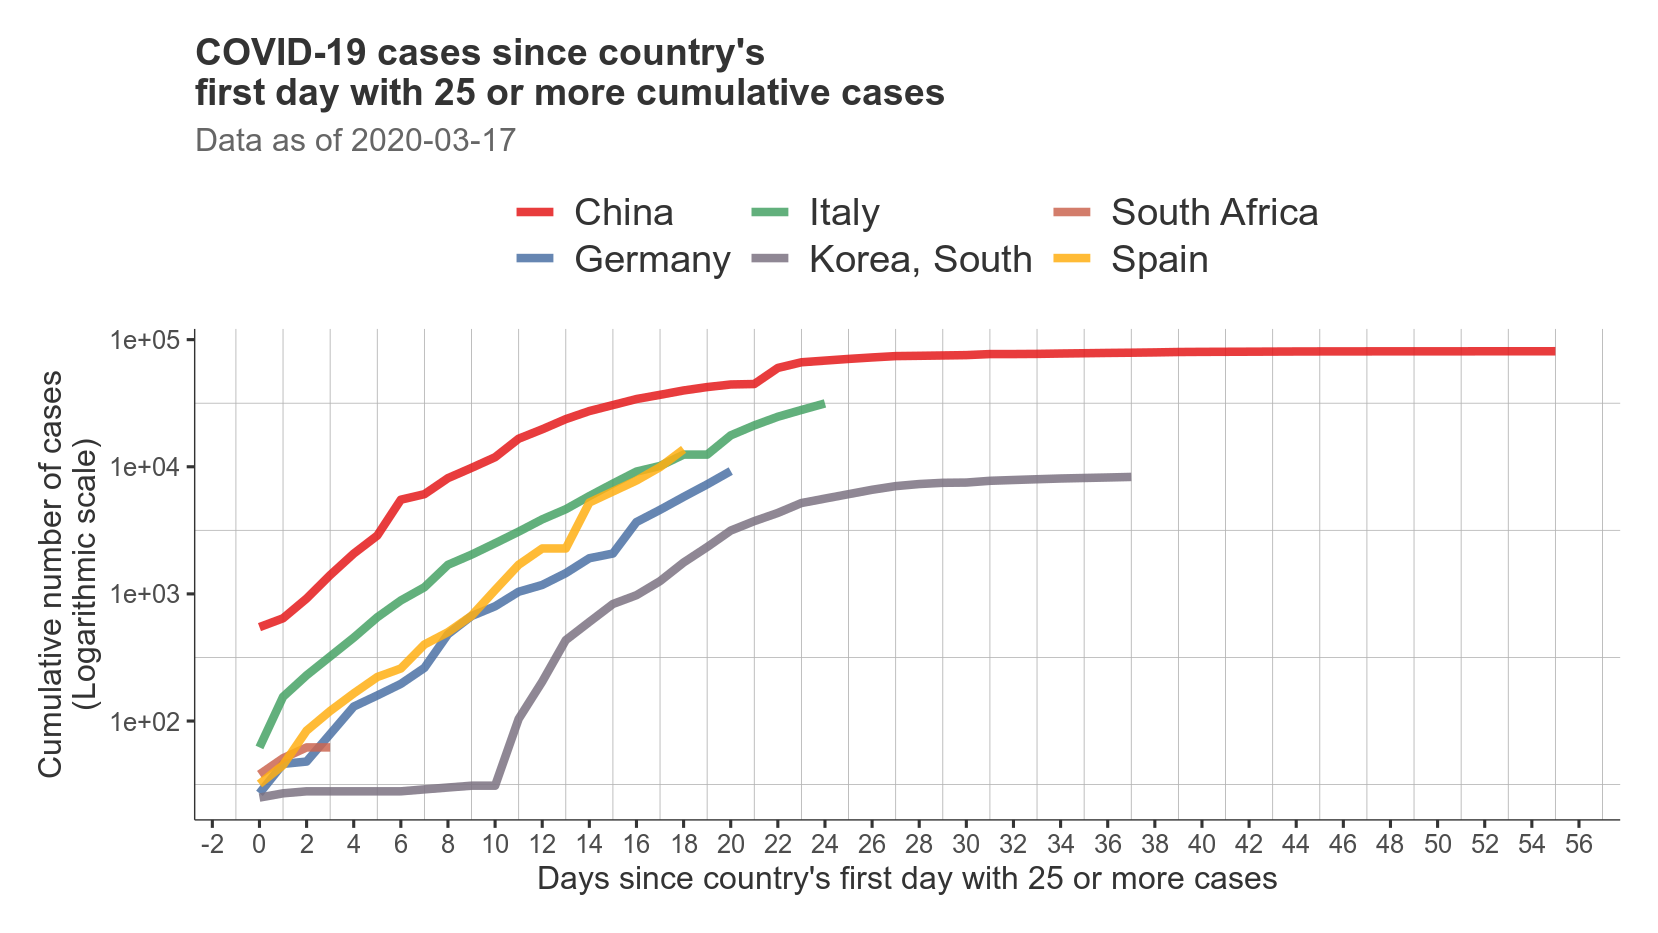 COVID-19 cases since country's
first day with 25 or more cumulative cases
Data as of 2020-03-17
China Italy South Africa
Germany Korea, South Spain
Cumulative number of cases
(Logarithmic scale)
1e+05
1e+04
1e+03
1e+02
-2 0 2 4 6 8 10 12 14 16 18 20 22 24 26 28 30 32 34 36 38 40 42 44 46 48 50 52 54 56
Days since country's first day with 25 or more cases